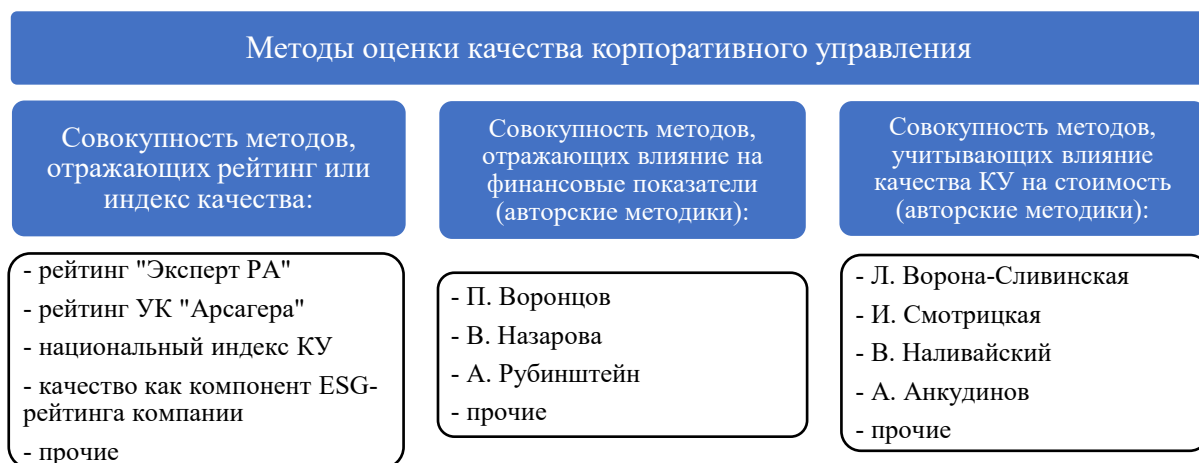 Методы оценки качества корпоративного управления
Совокупность методов,
отражающих рейтинг или
индекс качества:
- рейтинг "Эксперт РА"
- рейтинг УК "Арсагера"
- национальный индекс КУ
- качество как компонент ESG-
рейтинга компании
- прочие
Совокупность методов,
отражающих влияние на
финансовые показатели
(авторские методики):
- П. Воронцов
- В. Назарова
- А. Рубинштейн
- прочие
Совокупность методов,
учитывающих влияние
качества КУ на стоимость
(авторские методики):
- Л. Ворона-Сливинская
- И. Смотрицкая
- В. Наливайский
- А. Анкудинов
- прочие